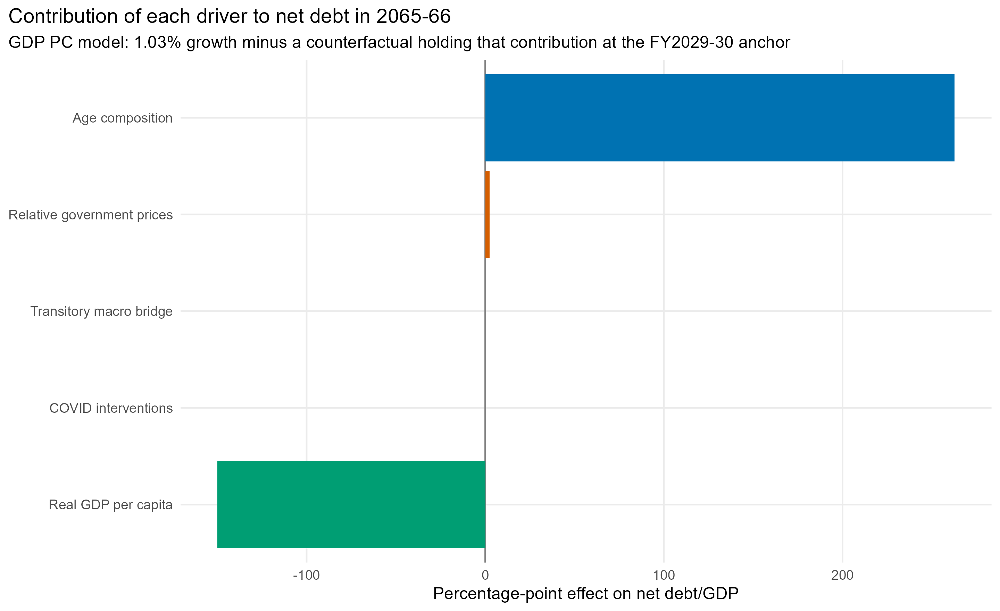 Contribution of each driver to net debt in 2065-66
GDP PC model: 1.03% growth minus a counterfactual holding that contribution at the FY2029-30 anchor
Age composition
Relative government prices
Transitory macro bridge
COVID interventions
Real GDP per capita
-100 0 100 200
Percentage-point effect on net debt/GDP